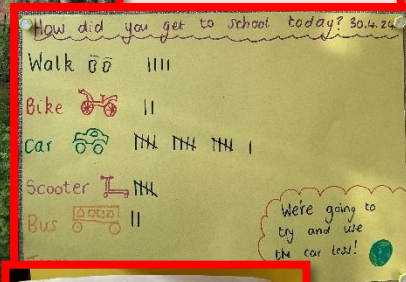 How did you get to school today? 30.4.24
Walk
Bike
Car
Scooter
Bus
We're going to
try and use
the car less!